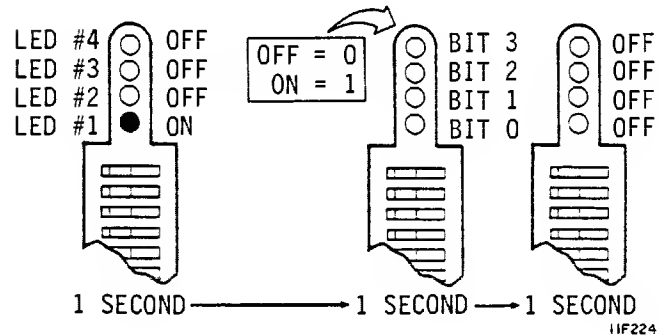 LED #4 OFF
LED #3 OFF
LED #2 OFF
LED #1 ON
OFF = 0
ON = 1
BIT 3
BIT 2
BIT 1
BIT 0
OFF
OFF
OFF
OFF
1 SECOND 1 SECOND 1 SECOND
11F224